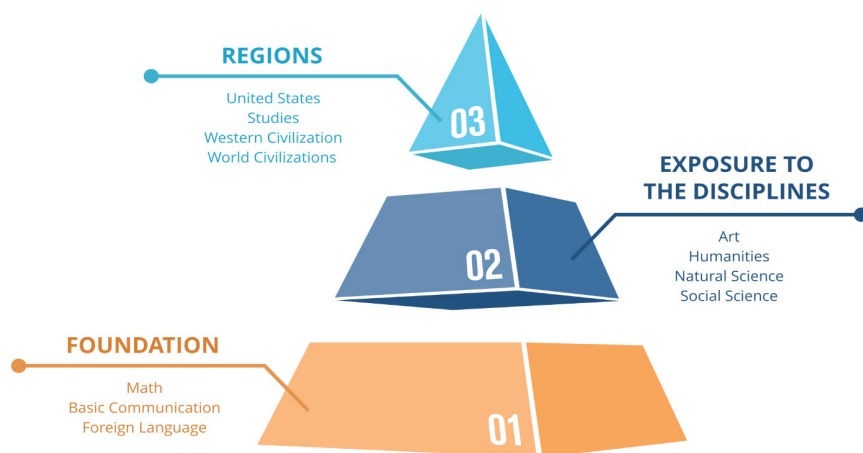 REGIONS
United States
Studies
Western Civilization
World Civilizations
03
EXPOSURE TO
THE DISCIPLINES
Art
Humanities
Natural Science
Social Science
02
FOUNDATION
Math
Basic Communication
Foreign Language
01